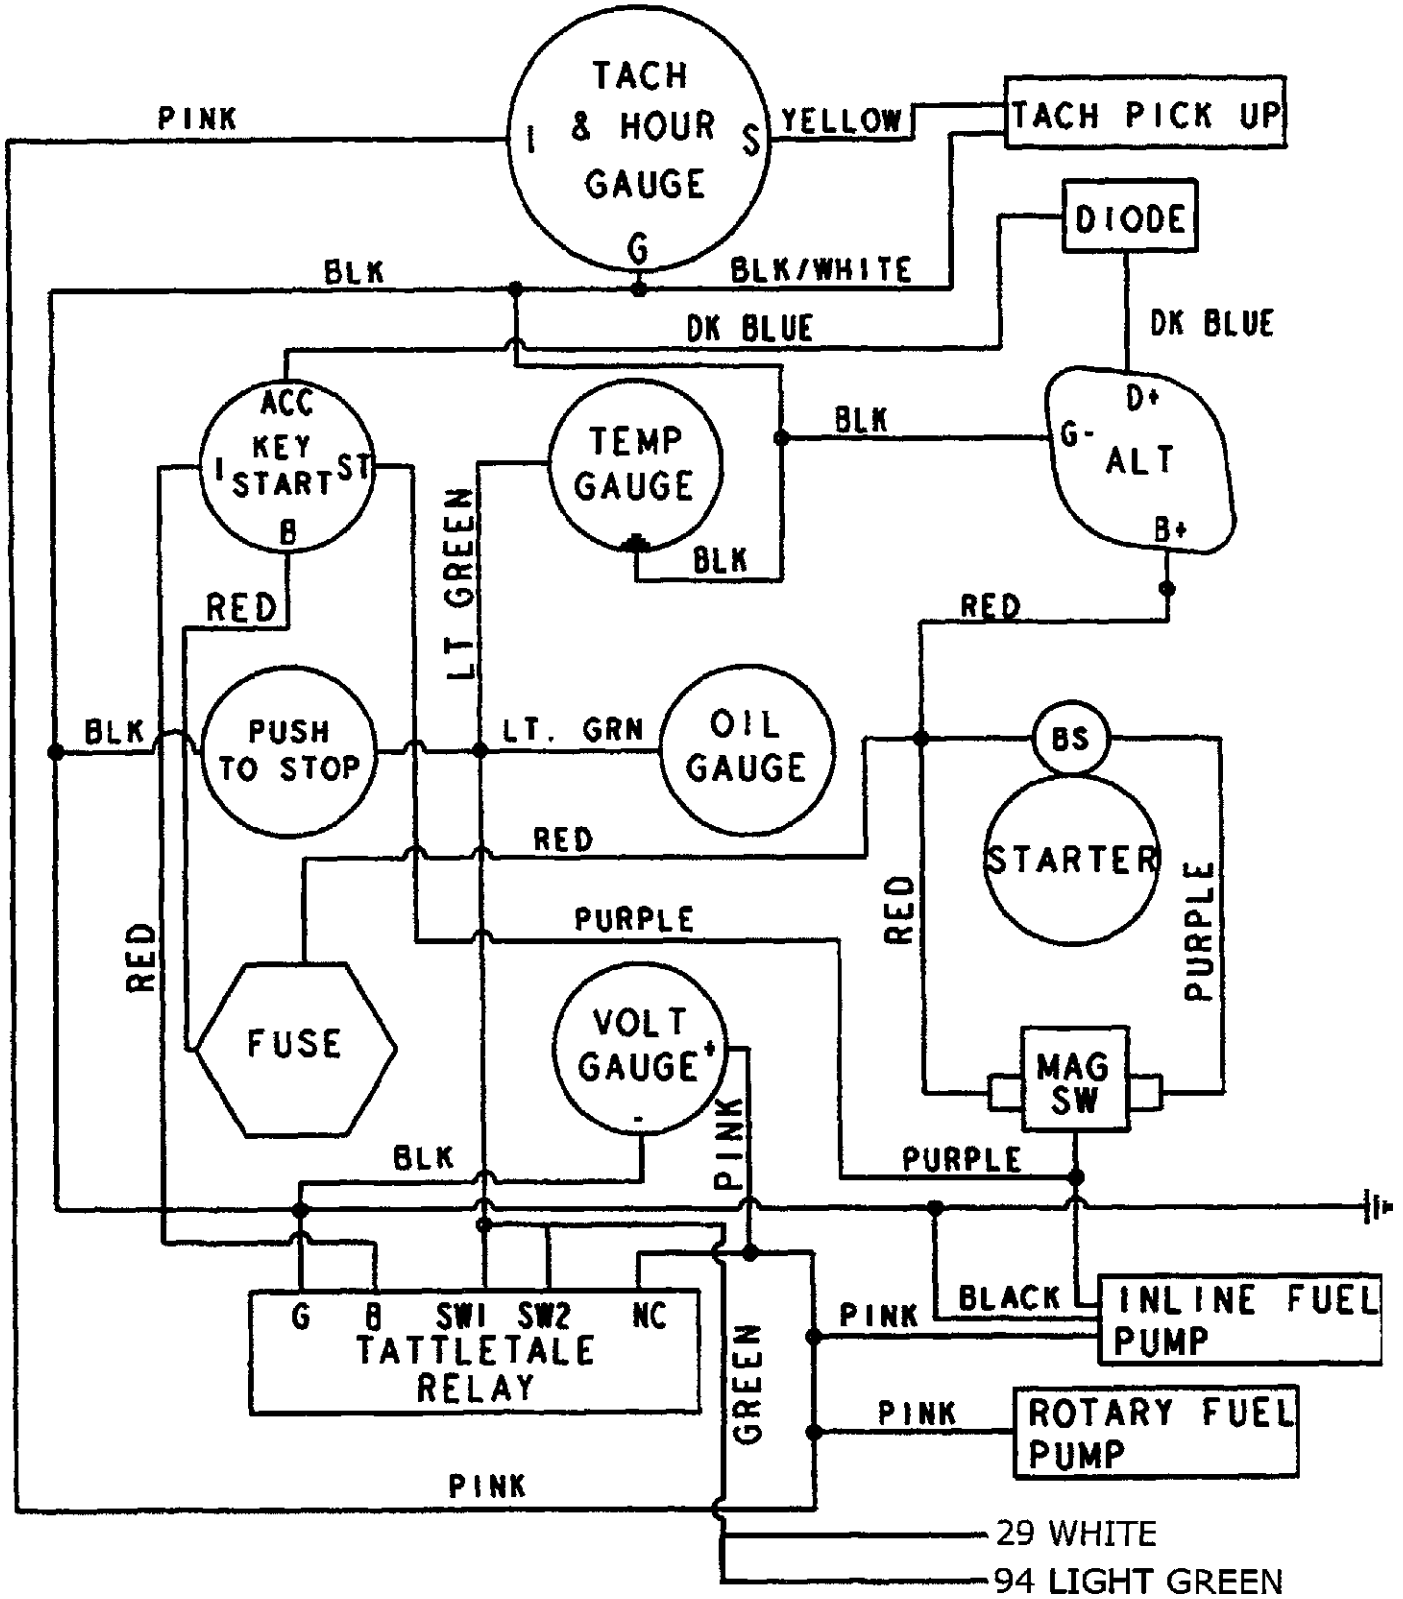 TACH
& HOUR
GAUGE
I
S
G
PINK
YELLOW
TACH PICK UP
DIODE
BLK
BLK/WHITE
DK BLUE
DK BLUE
ACC
KEY
START
I
ST
B
TEMP
GAUGE
BLK
D+
G-
ALT
B+
LT GREEN
BLK
RED
RED
BLK
PUSH
TO STOP
LT. GRN
OIL
GAUGE
BS
STARTER
RED
RED
PURPLE
PURPLE
RED
FUSE
VOLT
GAUGE
+
-
PINK
MAG
SW
BLK
PURPLE
G
B
SW1
SW2
NC
TATTLETALE
RELAY
GREEN
PINK
BLACK
INLINE FUEL
PUMP
PINK
ROTARY FUEL
PUMP
PINK
29 WHITE
94 LIGHT GREEN